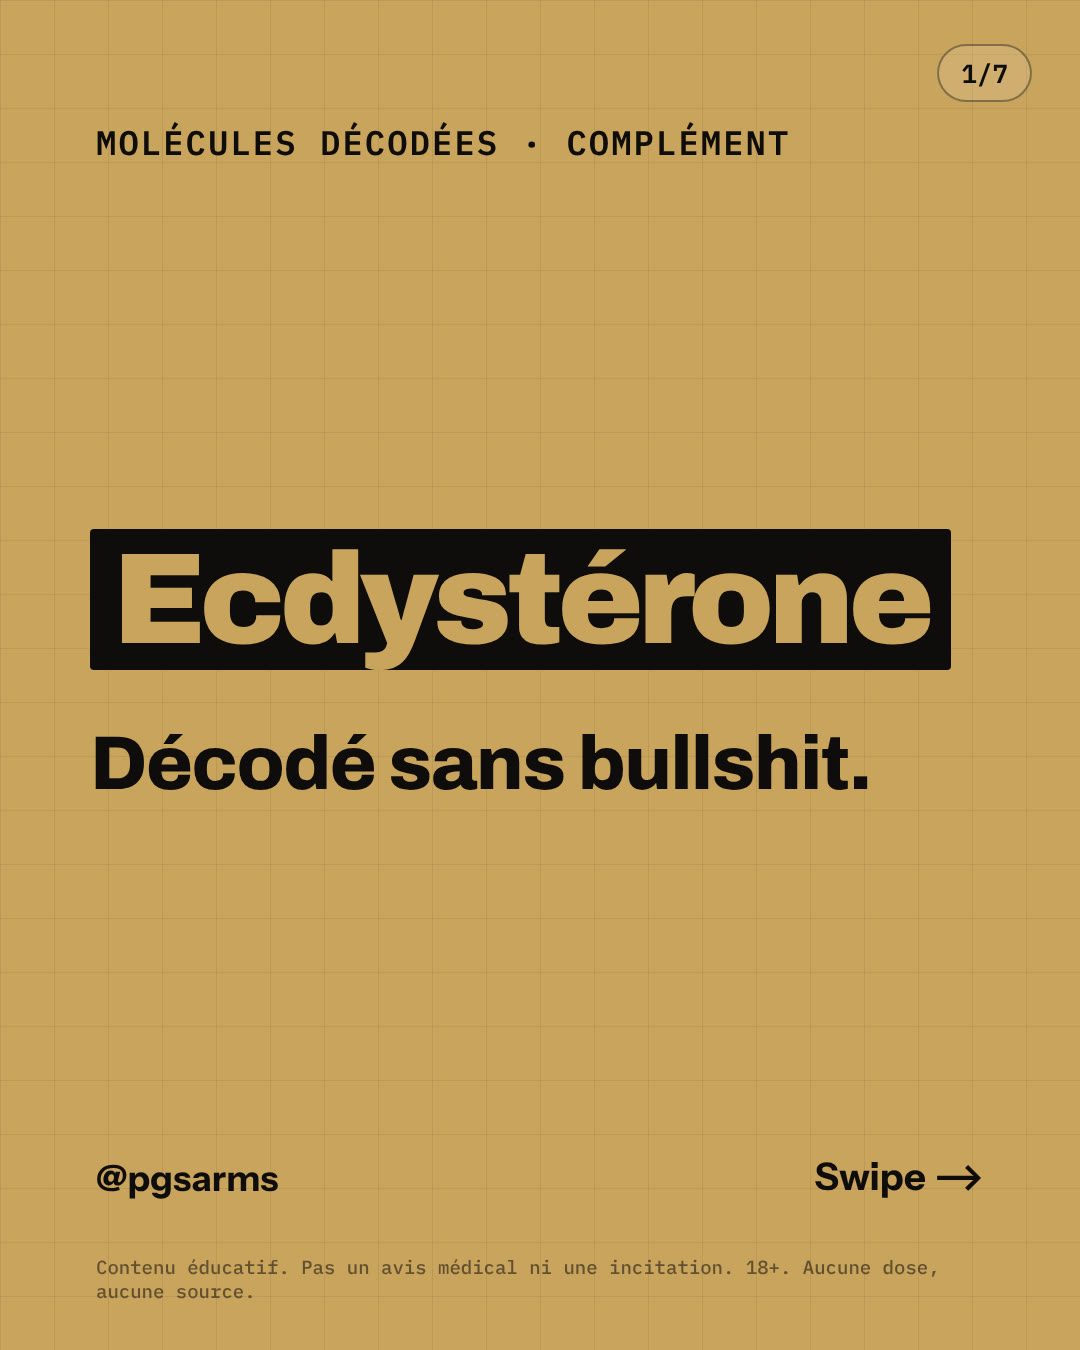 1/7
MOLÉCULES DÉCODÉES · COMPLÉMENT
Ecdystérone
Décodé sans bullshit.
@pgsarms
Swipe →
Contenu éducatif. Pas un avis médical ni une incitation. 18+. Aucune dose,
aucune source.